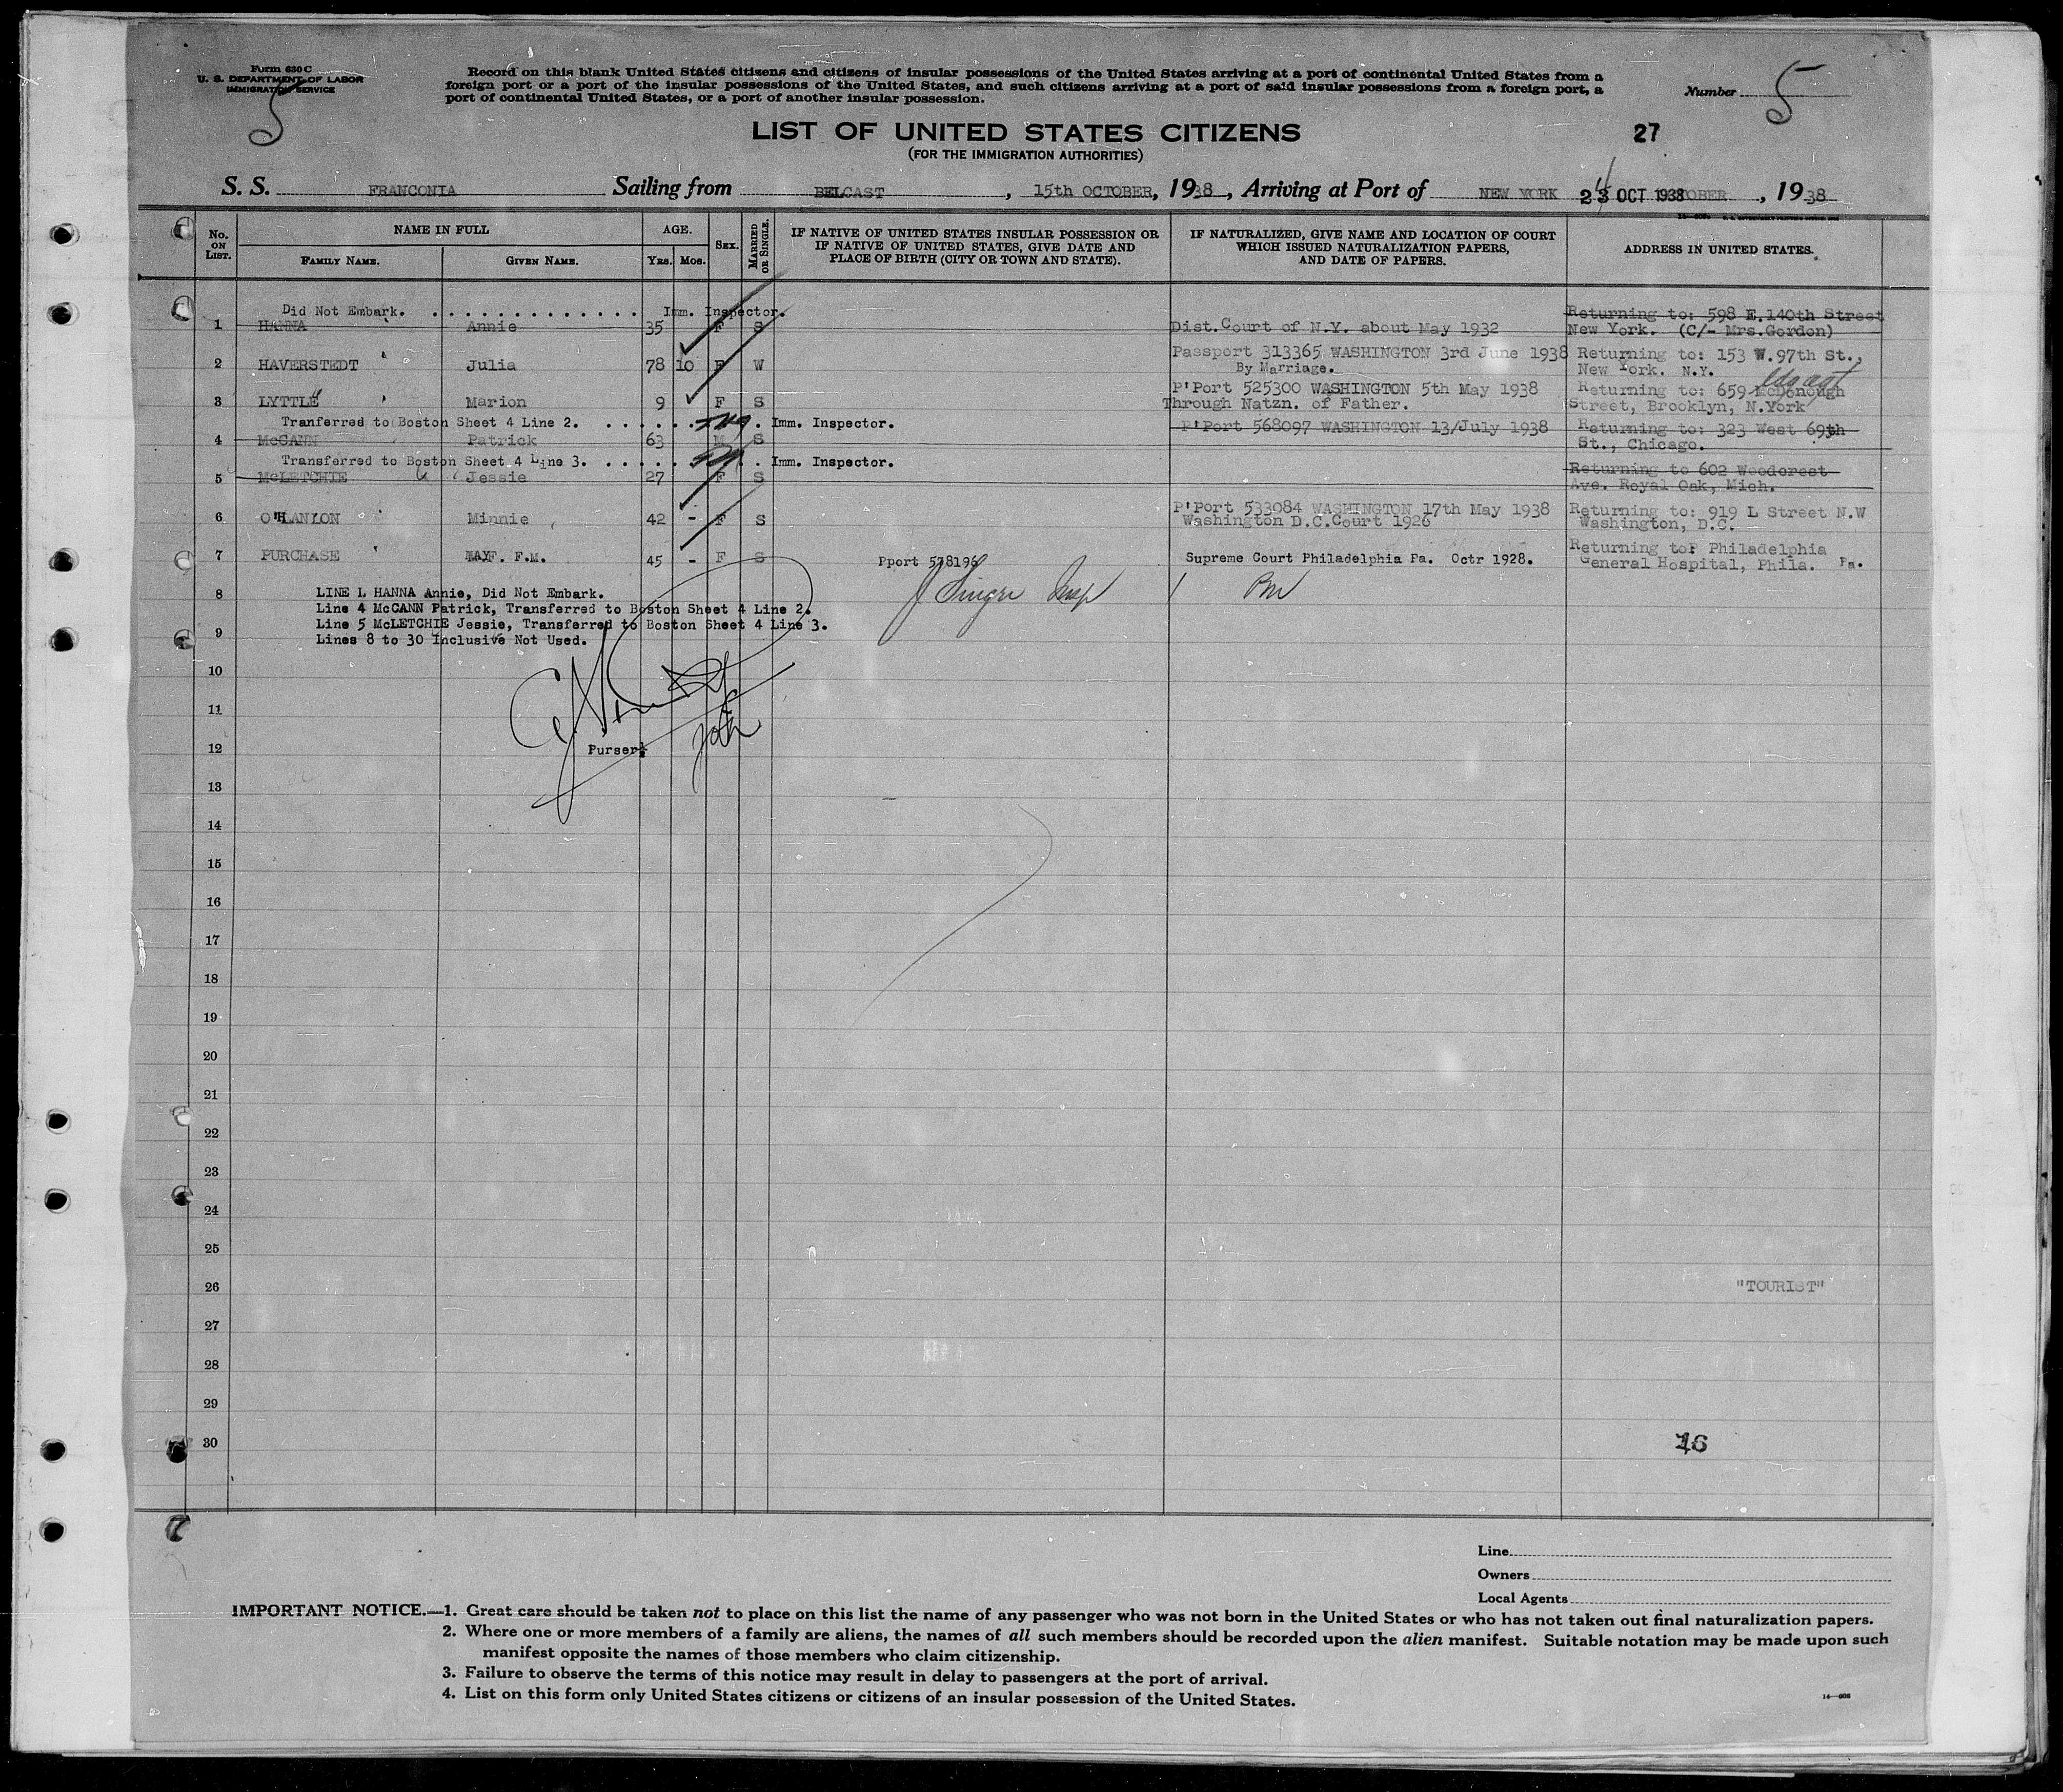 Form 630 C
U. S. DEPARTMENT OF LABOR
IMMIGRATION SERVICE
5
Record on this blank United States citizens and citizens of insular possessions of the United States arriving at a port of continental United States from a
foreign port or a port of the insular possessions of the United States, and such citizens arriving at a port of said insular possessions from a foreign port, a
port of continental United States, or a port of another insular possession.
Number 5
LIST OF UNITED STATES CITIZENS
27
(FOR THE IMMIGRATION AUTHORITIES)
S. S. FRANCONIA Sailing from BELCAST, 15th OCTOBER, 1938, Arriving at Port of NEW YORK 24 OCT 1938, 1938
No. ON LIST.
NAME IN FULL
FAMILY NAME.
GIVEN NAME.
AGE.
YRS. MOS.
SEX.
MARRIED OR SINGLE.
IF NATIVE OF UNITED STATES INSULAR POSSESSION OR
IF NATIVE OF UNITED STATES, GIVE DATE AND
PLACE OF BIRTH (CITY OR TOWN AND STATE).
IF NATURALIZED, GIVE NAME AND LOCATION OF COURT
WHICH ISSUED NATURALIZATION PAPERS,
AND DATE OF PAPERS.
ADDRESS IN UNITED STATES.
Did Not Embark. . . . . . . . . . . . . . Imm. Inspector.
1 HANNA Annie 35 F S Dist.Court of N.Y. about May 1932
Returning to: 598 E.140th Street
New York. (C/- Mrs.Gordon)
2 HAVERSTEDT Julia 78 10 F W
Passport 313365 WASHINGTON 3rd June 1938
By Marriage.
Returning to: 153 W.97th St.,
New York. N.Y.
3 LYTTLE Marion 9 F S
P'Port 525300 WASHINGTON 5th May 1938
Through Natzn. of Father.
Returning to: 659 McDonough
Street, Brooklyn, N.York
Tranferred to Boston Sheet 4 Line 2. . . . . . . Imm. Inspector.
4 McCANN Patrick 63 M S
P'Port 568097 WASHINGTON 13/July 1938
Returning to: 323 West 69th
St., Chicago.
Transferred to Boston Sheet 4 Line 3. . . . . . . Imm. Inspector.
5 McLETCHIE Jessie 27 F S
Returning to 602 Woodcrest
Ave. Royal Oak, Mich.
6 O'HANLON Minnie 42 - F S
P'Port 533084 WASHINGTON 17th May 1938
Washington D.C.Court 1926
Returning to: 919 L Street N.W
Washington, D.C.
7 PURCHASE MAY F. F.M. 45 - F S
Pport 578196
Supreme Court Philadelphia Pa. Octr 1928.
Returning to: Philadelphia
General Hospital, Phila. Pa.
8
LINE L HANNA Annie, Did Not Embark.
Line 4 McCANN Patrick, Transferred to Boston Sheet 4 Line 2.
Line 5 McLETCHIE Jessie, Transferred to Boston Sheet 4 Line 3.
9
Lines 8 to 30 Inclusive Not Used.
10
11
12
Purser.
13
14
15
16
17
18
19
20
21
22
23
24
25
26
"TOURIST"
27
28
29
30
16
Line
Owners
Local Agents
IMPORTANT NOTICE.—1. Great care should be taken not to place on this list the name of any passenger who was not born in the United States or who has not taken out final naturalization papers.
2. Where one or more members of a family are aliens, the names of all such members should be recorded upon the alien manifest. Suitable notation may be made upon such
manifest opposite the names of those members who claim citizenship.
3. Failure to observe the terms of this notice may result in delay to passengers at the port of arrival.
4. List on this form only United States citizens or citizens of an insular possession of the United States.